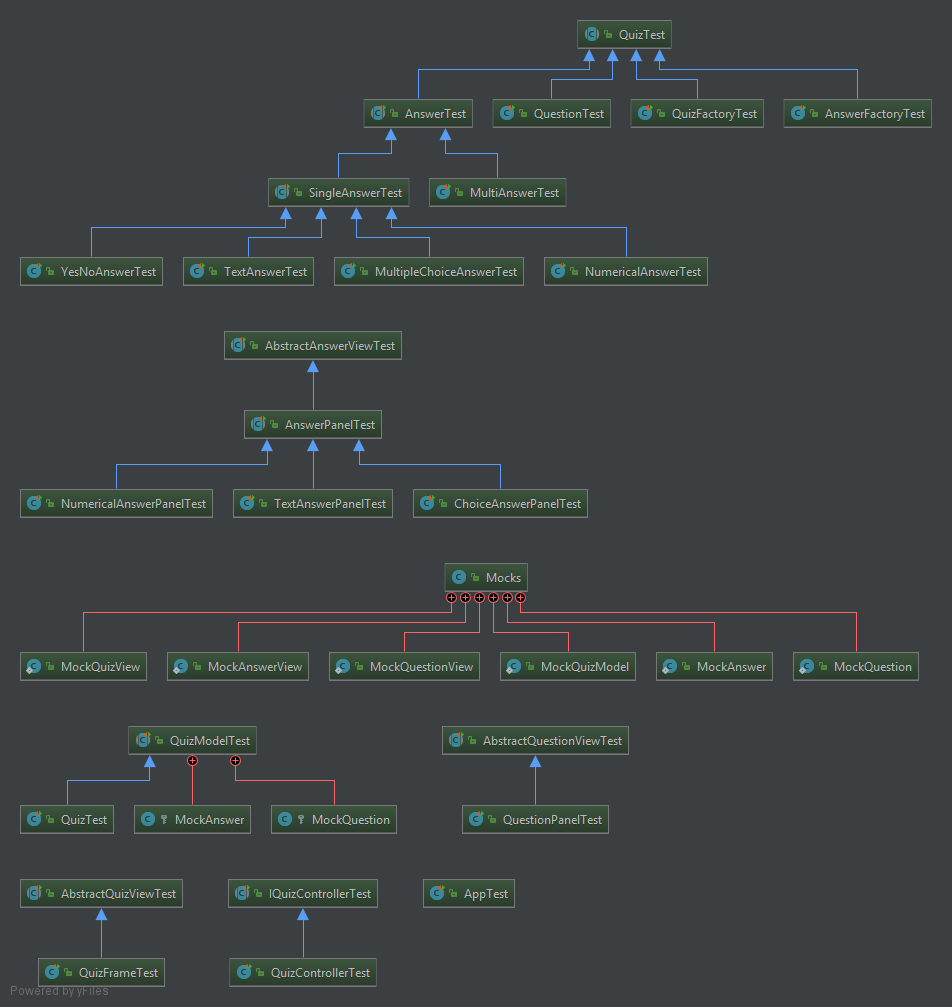 QuizTest
AnswerTest
QuestionTest
QuizFactoryTest
AnswerFactoryTest
SingleAnswerTest
MultiAnswerTest
YesNoAnswerTest
TextAnswerTest
MultipleChoiceAnswerTest
NumericalAnswerTest
AbstractAnswerViewTest
AnswerPanelTest
NumericalAnswerPanelTest
TextAnswerPanelTest
ChoiceAnswerPanelTest
Mocks
MockQuizView
MockAnswerView
MockQuestionView
MockQuizModel
MockAnswer
MockQuestion
QuizModelTest
AbstractQuestionViewTest
QuizTest
MockAnswer
MockQuestion
QuestionPanelTest
AbstractQuizViewTest
IQuizControllerTest
AppTest
QuizFrameTest
QuizControllerTest
Powered by yFiles